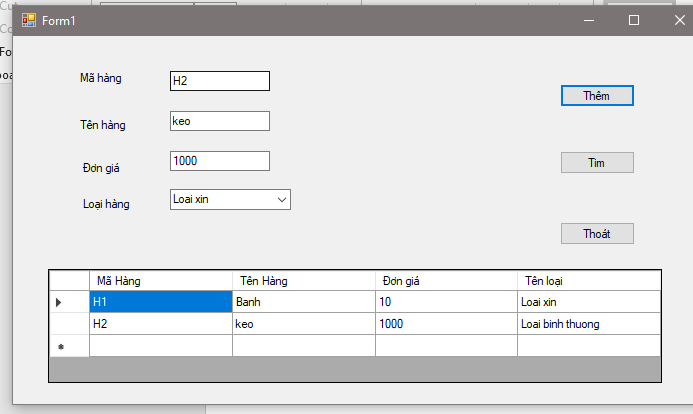 Cu
Form1
Co
Fo
boa
Mã hàng
H2
Thêm
Tên hàng
keo
Đơn giá
1000
Tìm
Loại hàng
Loai xin
Thoát
Mã Hàng Tên Hàng Đơn giá Tên loại
H1 Banh 10 Loai xin
H2 keo 1000 Loai binh thuong